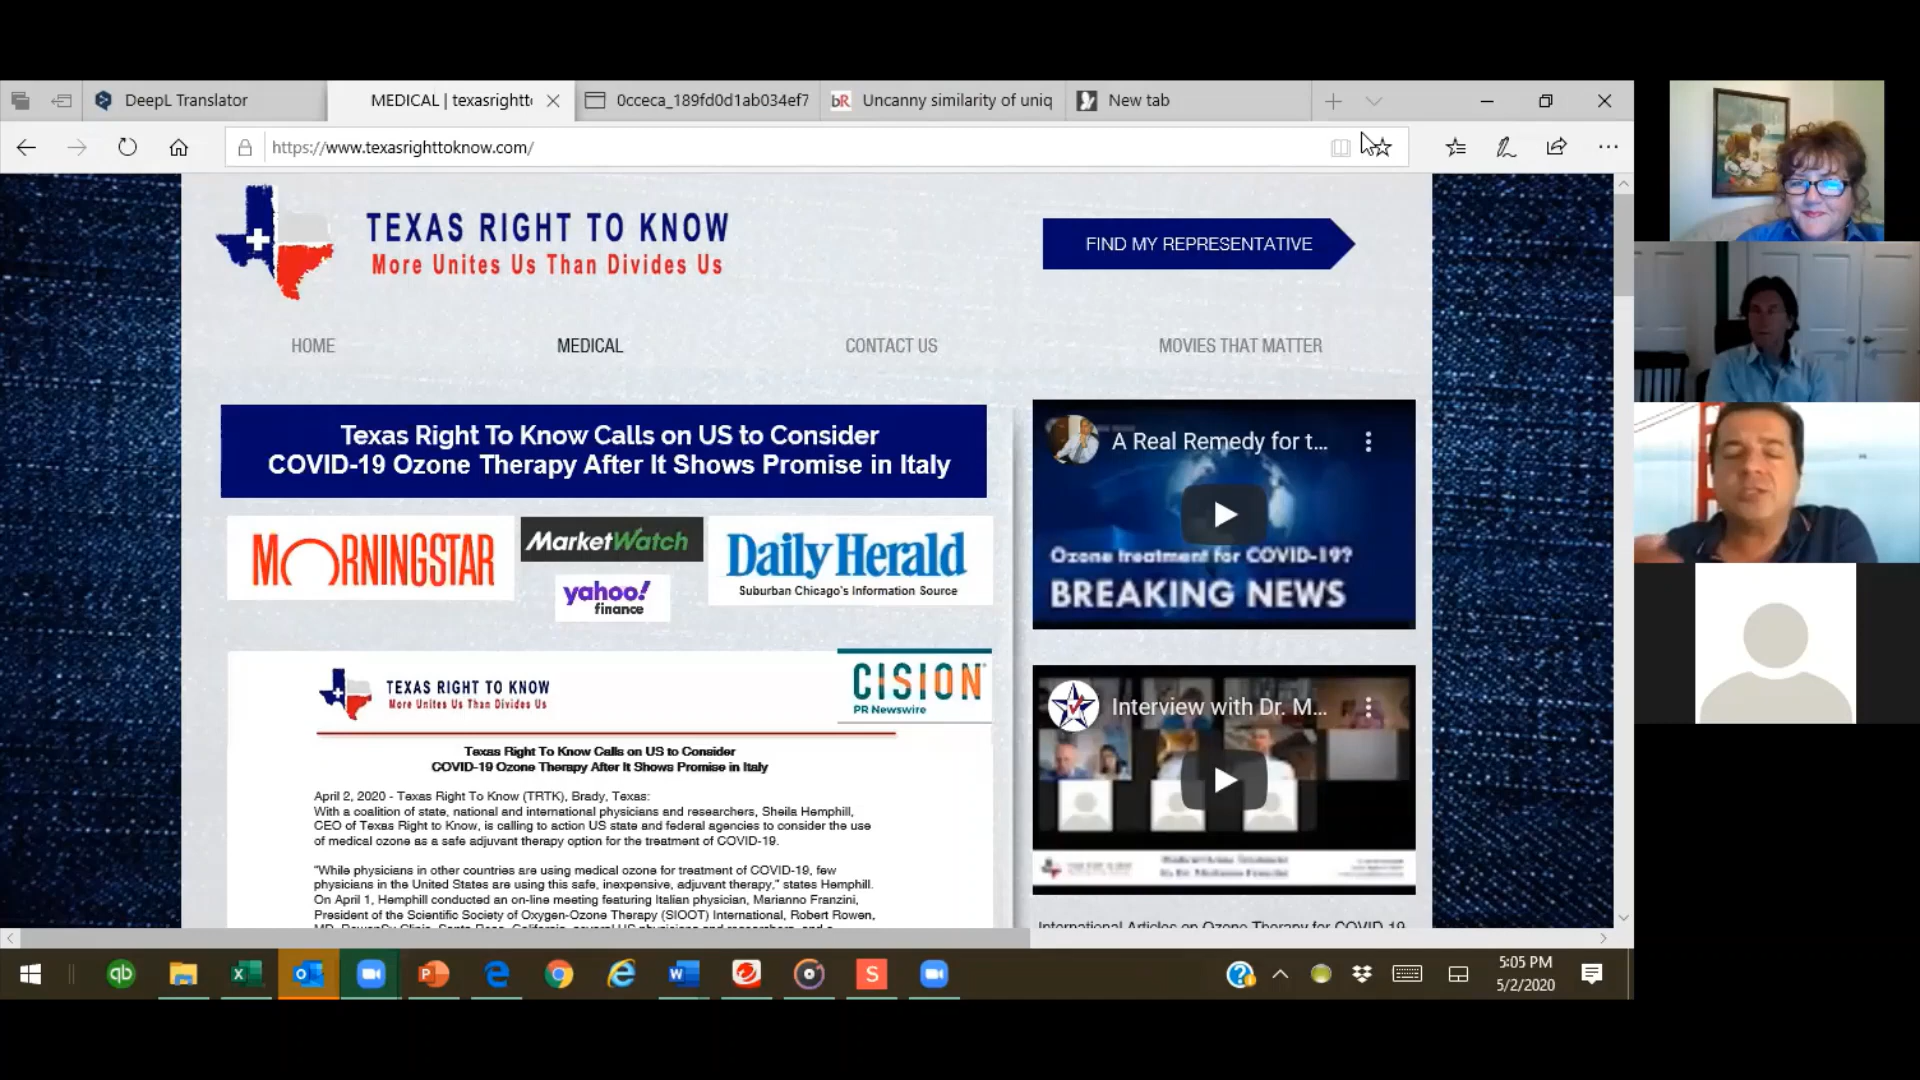 DeepL Translator
MEDICAL | texasrightt
0cceca_189fd0d1ab034ef7
bR Uncanny similarity of uniq
New tab
https://www.texasrighttoknow.com/
TEXAS RIGHT TO KNOW
More Unites Us Than Divides Us
FIND MY REPRESENTATIVE
HOME
MEDICAL
CONTACT US
MOVIES THAT MATTER
Texas Right To Know Calls on US to Consider
COVID-19 Ozone Therapy After It Shows Promise in Italy
MORNINGSTAR
MarketWatch
yahoo!
finance
Daily Herald
Suburban Chicago's Information Source
A Real Remedy for t...
Ozone treatment for COVID-19?
BREAKING NEWS
TEXAS RIGHT TO KNOW
More Unites Us Than Divides Us
CISION
PR Newswire
Texas Right To Know Calls on US to Consider
COVID-19 Ozone Therapy After It Shows Promise in Italy
April 2, 2020 - Texas Right To Know (TRTK), Brady, Texas:
With a coalition of state, national and international physicians and researchers, Sheila Hemphill,
CEO of Texas Right to Know, is calling to action US state and federal agencies to consider the use
of medical ozone as a safe adjuvant therapy option for the treatment of COVID-19.
"While physicians in other countries are using medical ozone for treatment of COVID-19, few
physicians in the United States are using this safe, inexpensive, adjuvant therapy," states Hemphill.
On April 1, Hemphill conducted an on-line meeting featuring Italian physician, Marianno Franzini,
President of the Scientific Society of Oxygen-Ozone Therapy (SIOOT) International, Robert Rowen,
Interview with Dr. M...
International Articles on Ozone Therapy for COVID-19
qb
S
5:05 PM
5/2/2020